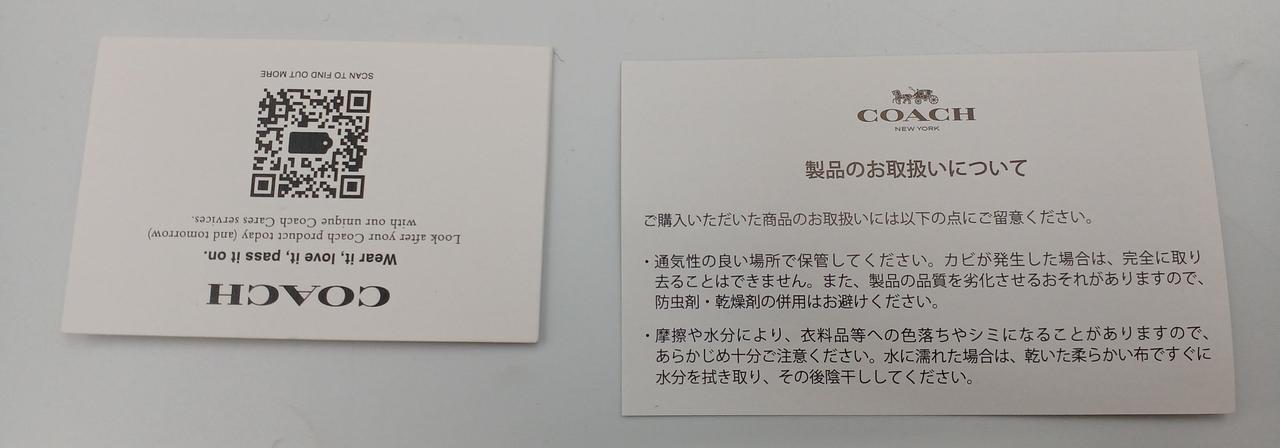 COACH
Wear it, love it, pass it on.
Look after your Coach product today (and tomorrow)
with our unique Coach Cares services.
SCAN TO FIND OUT MORE
COACH
NEW YORK
製品のお取扱いについて
ご購入いただいた商品のお取扱いには以下の点にご留意ください。
・通気性の良い場所で保管してください。カビが発生した場合は、完全に取り
去ることはできません。また、製品の品質を劣化させるおそれがありますので、
防虫剤・乾燥剤の併用はお避けください。
・摩擦や水分により、衣料品等への色落ちやシミになることがありますので、
あらかじめ十分ご注意ください。水に濡れた場合は、乾いた柔らかい布ですぐに
水分を拭き取り、その後陰干ししてください。